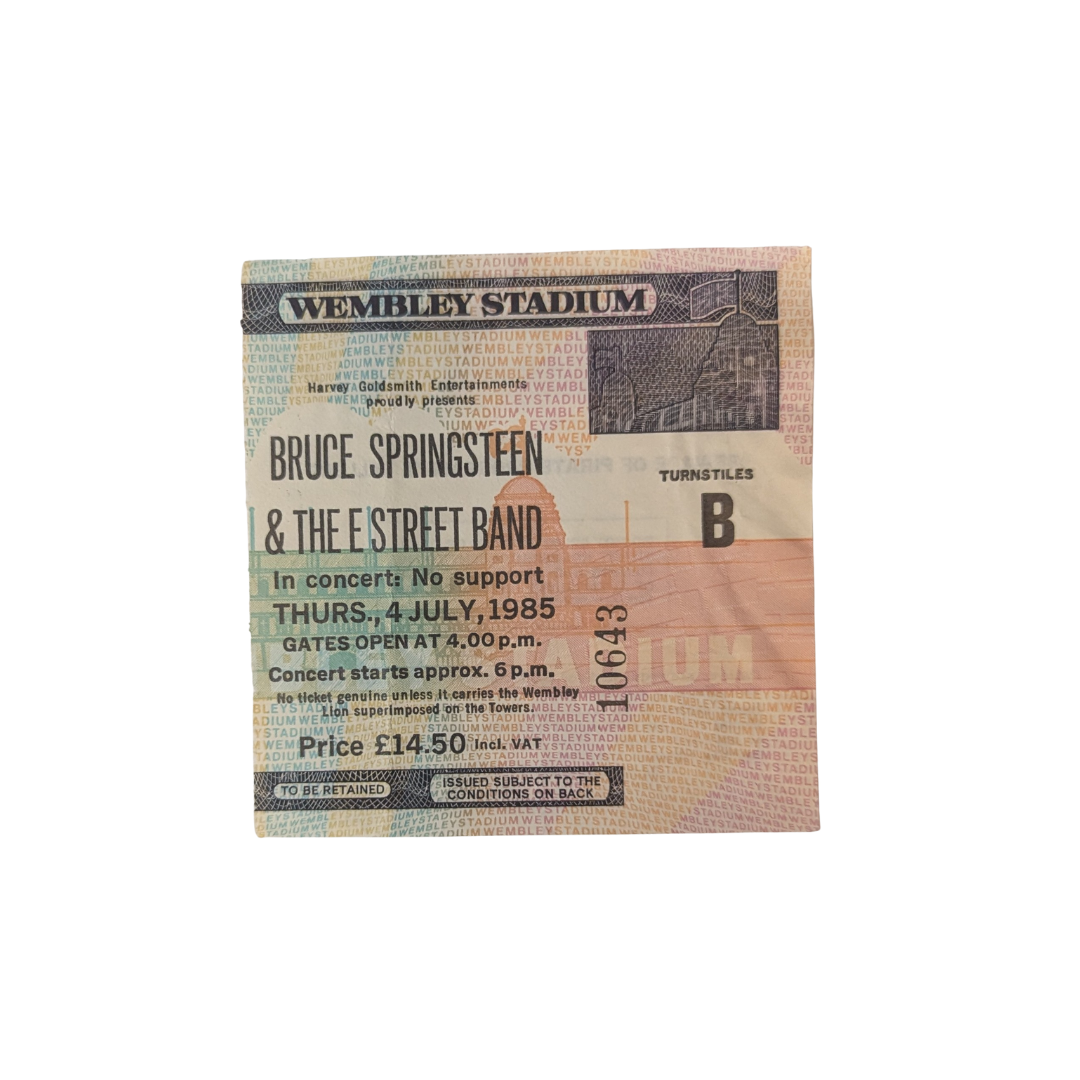 WEMBLEY STADIUM
Harvey Goldsmith Entertainments
proudly presents
BRUCE SPRINGSTEEN
& THE E STREET BAND
In concert: No support
THURS., 4 JULY, 1985
GATES OPEN AT 4.00 p.m.
Concert starts approx. 6 p.m.
No ticket genuine unless it carries the Wembley
Lion superimposed on the Towers.
Price £14.50 Incl. VAT
TO BE RETAINED
ISSUED SUBJECT TO THE
CONDITIONS ON BACK
TURNSTILES
B
10643
STADIUM